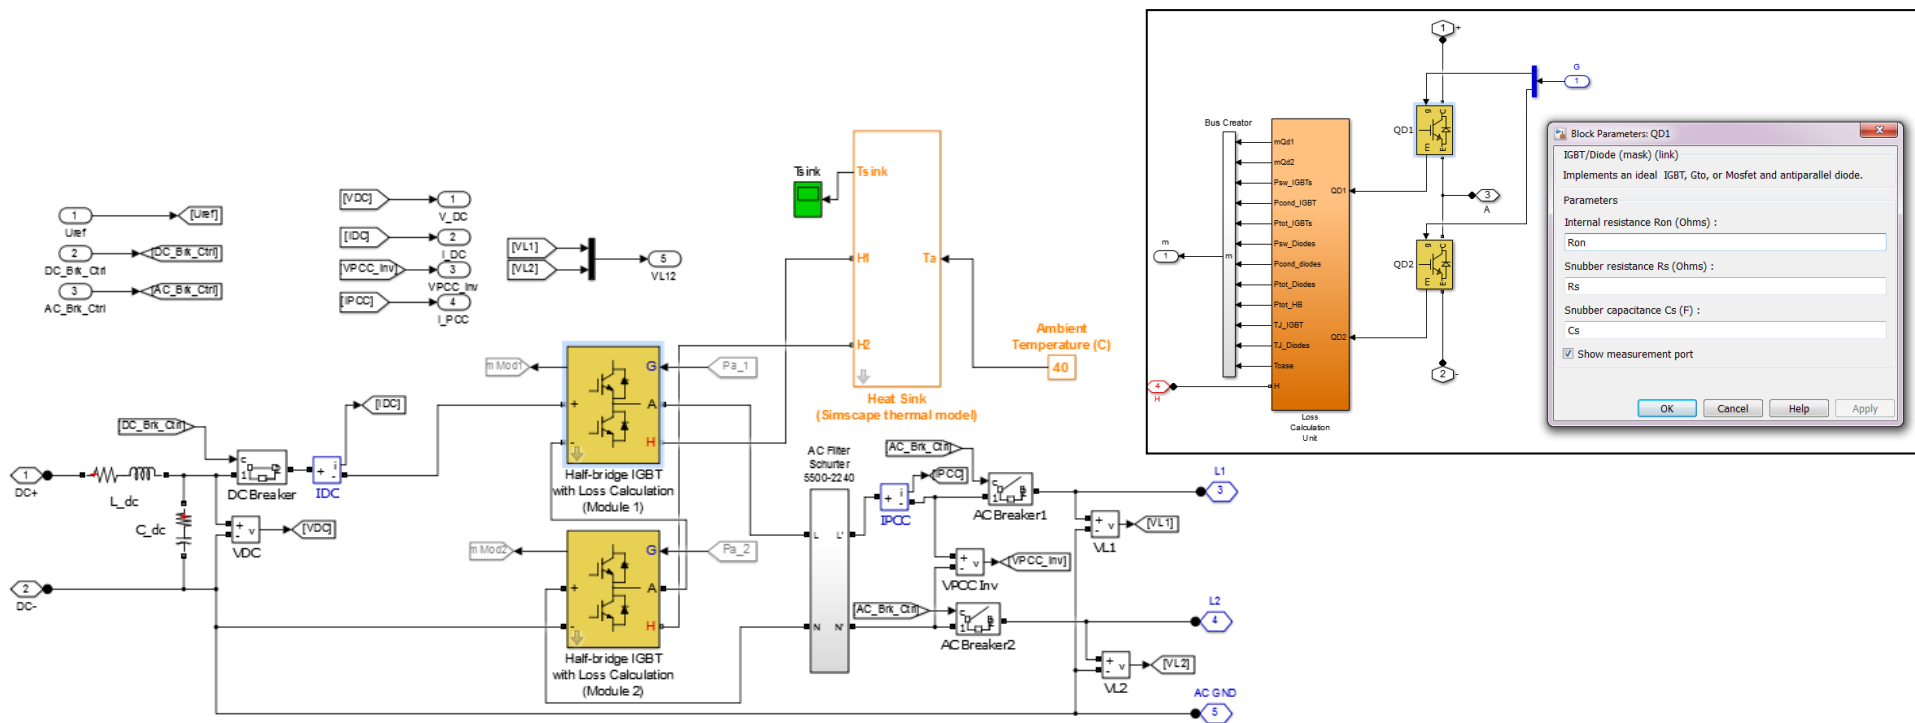 1
Uref
[Uref]
2
DC_Brk_Ctrl
[DC_Brk_Ctrl]
3
AC_Brk_Ctrl
[AC_Brk_Ctrl]
[VDC]
1
V_DC
[IDC]
2
I_DC
[VPCC_Inv]
3
VPCC_Inv
[IPCC]
4
I_PCC
[VL1]
[VL2]
5
VL12
Tsink
Tsink
H1
Ta
H2
Heat Sink
(Simscape thermal model)
Ambient
Temperature (C)
40
m Mod1
G
Pa_1
+
A
-
H
Half-bridge IGBT
with Loss Calculation
(Module 1)
m Mod2
G
Pa_2
+
A
-
H
Half-bridge IGBT
with Loss Calculation
(Module 2)
1
DC+
L_dc
C_dc
2
DC-
[DC_Brk_Ctrl]
c
1
DC Breaker
+
-
i
IDC
[IDC]
+
-
v
VDC
[VDC]
AC Filter
Schurter
5500-2240
L
L'
N
N'
+
-
i
IPCC
[IPCC]
[AC_Brk_Ctrl]
c
1
AC Breaker1
+
-
v
VPCC Inv
[VPCC_Inv]
[AC_Brk_Ctrl]
c
1
AC Breaker2
+
-
v
VL1
[VL1]
+
-
v
VL2
[VL2]
L1
3
L2
4
AC GND
5
1
+
G
1
g
C
m
E
QD1
3
A
g
C
m
E
QD2
2
-
Bus Creator
m
1
m
mQd1
mQd2
Psw_IGBTs
Pcond_IGBT
Ptot_IGBTs
Psw_Diodes
Pcond_diodes
Ptot_Diodes
Ptot_HB
TJ_IGBT
TJ_Diodes
Tcase
H
QD1
QD2
4
H
Loss
Calculation
Unit
Block Parameters: QD1
IGBT/Diode (mask) (link)
Implements an ideal IGBT, Gto, or Mosfet and antiparallel diode.
Parameters
Internal resistance Ron (Ohms) :
Ron
Snubber resistance Rs (Ohms) :
Rs
Snubber capacitance Cs (F) :
Cs
Show measurement port
OK
Cancel
Help
Apply